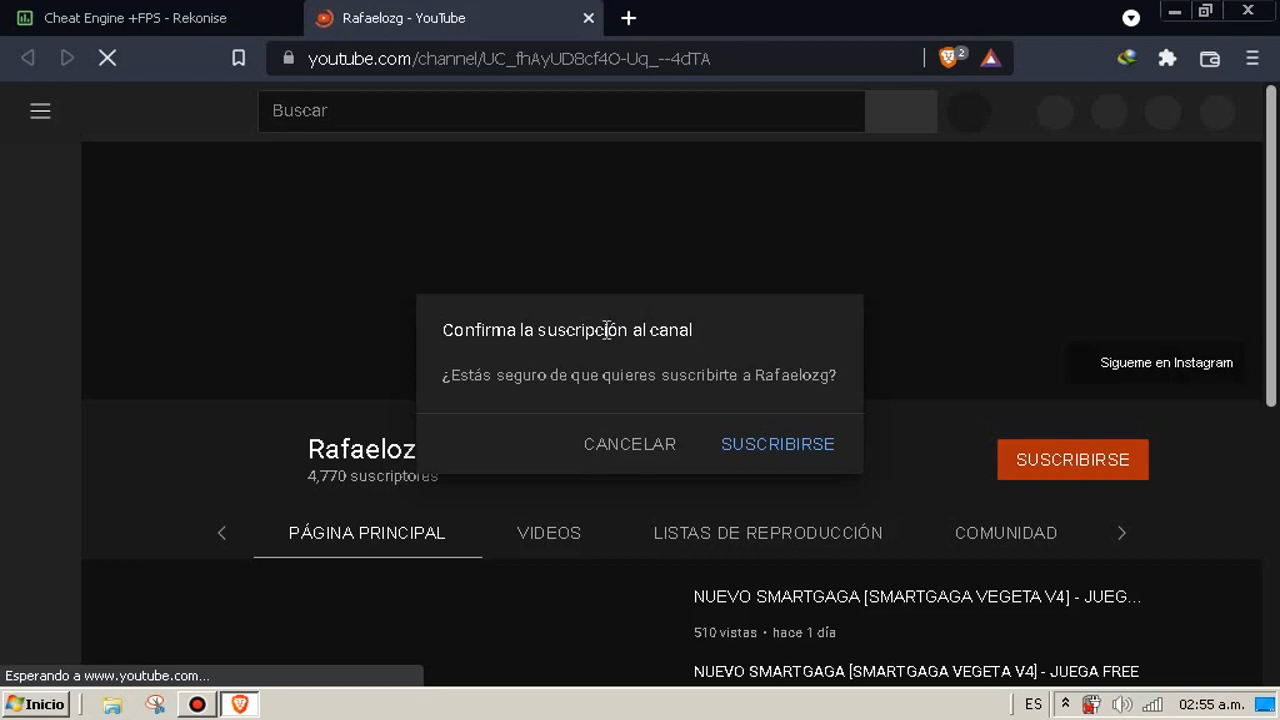 Cheat Engine +FPS - Rekonise
Rafaelozg - YouTube
youtube.com/channel/UC_fhAyUD8cf4O-Uq_--4dTA
2
Buscar
Confirma la suscripción al canal
¿Estás seguro de que quieres suscribirte a Rafaelozg?
CANCELAR
SUSCRIBIRSE
Sigueme en Instagram
Rafaeloz
4,770 suscriptores
SUSCRIBIRSE
PÁGINA PRINCIPAL
VIDEOS
LISTAS DE REPRODUCCIÓN
COMUNIDAD
NUEVO SMARTGAGA [SMARTGAGA VEGETA V4] - JUEG...
510 vistas • hace 1 día
NUEVO SMARTGAGA [SMARTGAGA VEGETA V4] - JUEGA FREE
Esperando a www.youtube.com...
Inicio
ES
02:55 a.m.